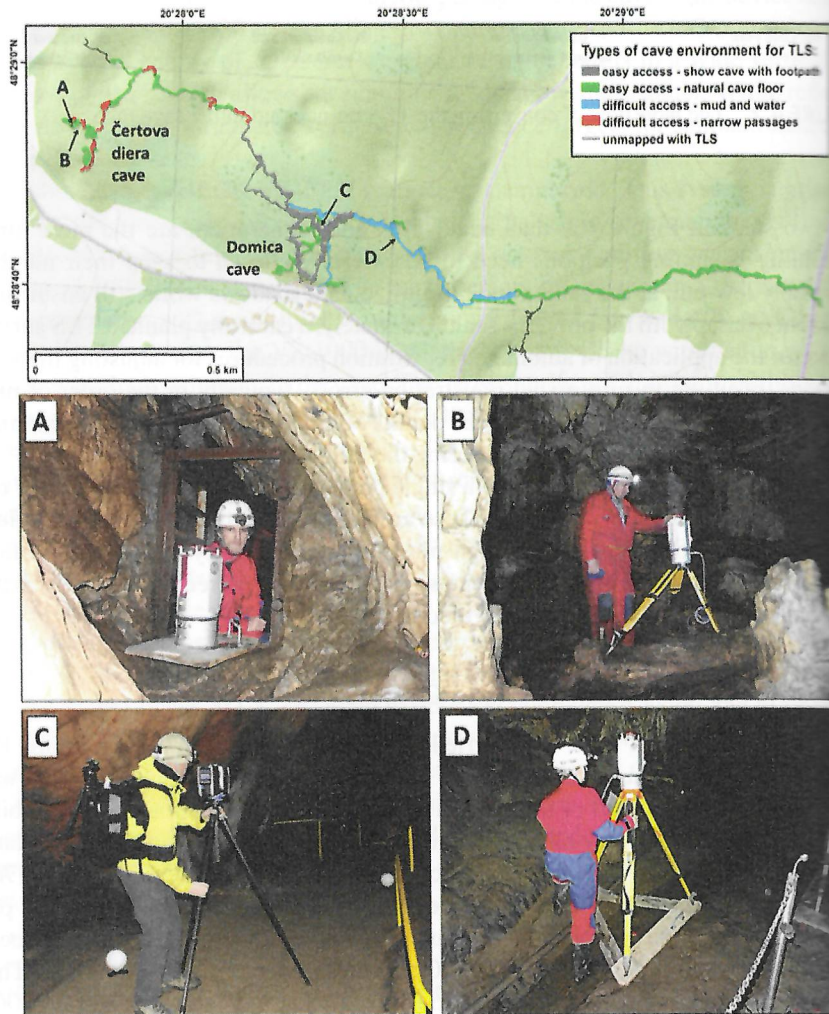 20°28'0"E
20°28'30"E
20°29'0"E
48°29'0"N
48°28'40"N
Types of cave environment for TLS
easy access - show cave with footpath
easy access - natural cave floor
difficult access - mud and water
difficult access - narrow passages
unmapped with TLS
A
B
Čertova
diera
cave
C
Domica
cave
D
0
0 5 km
A
B
C
D